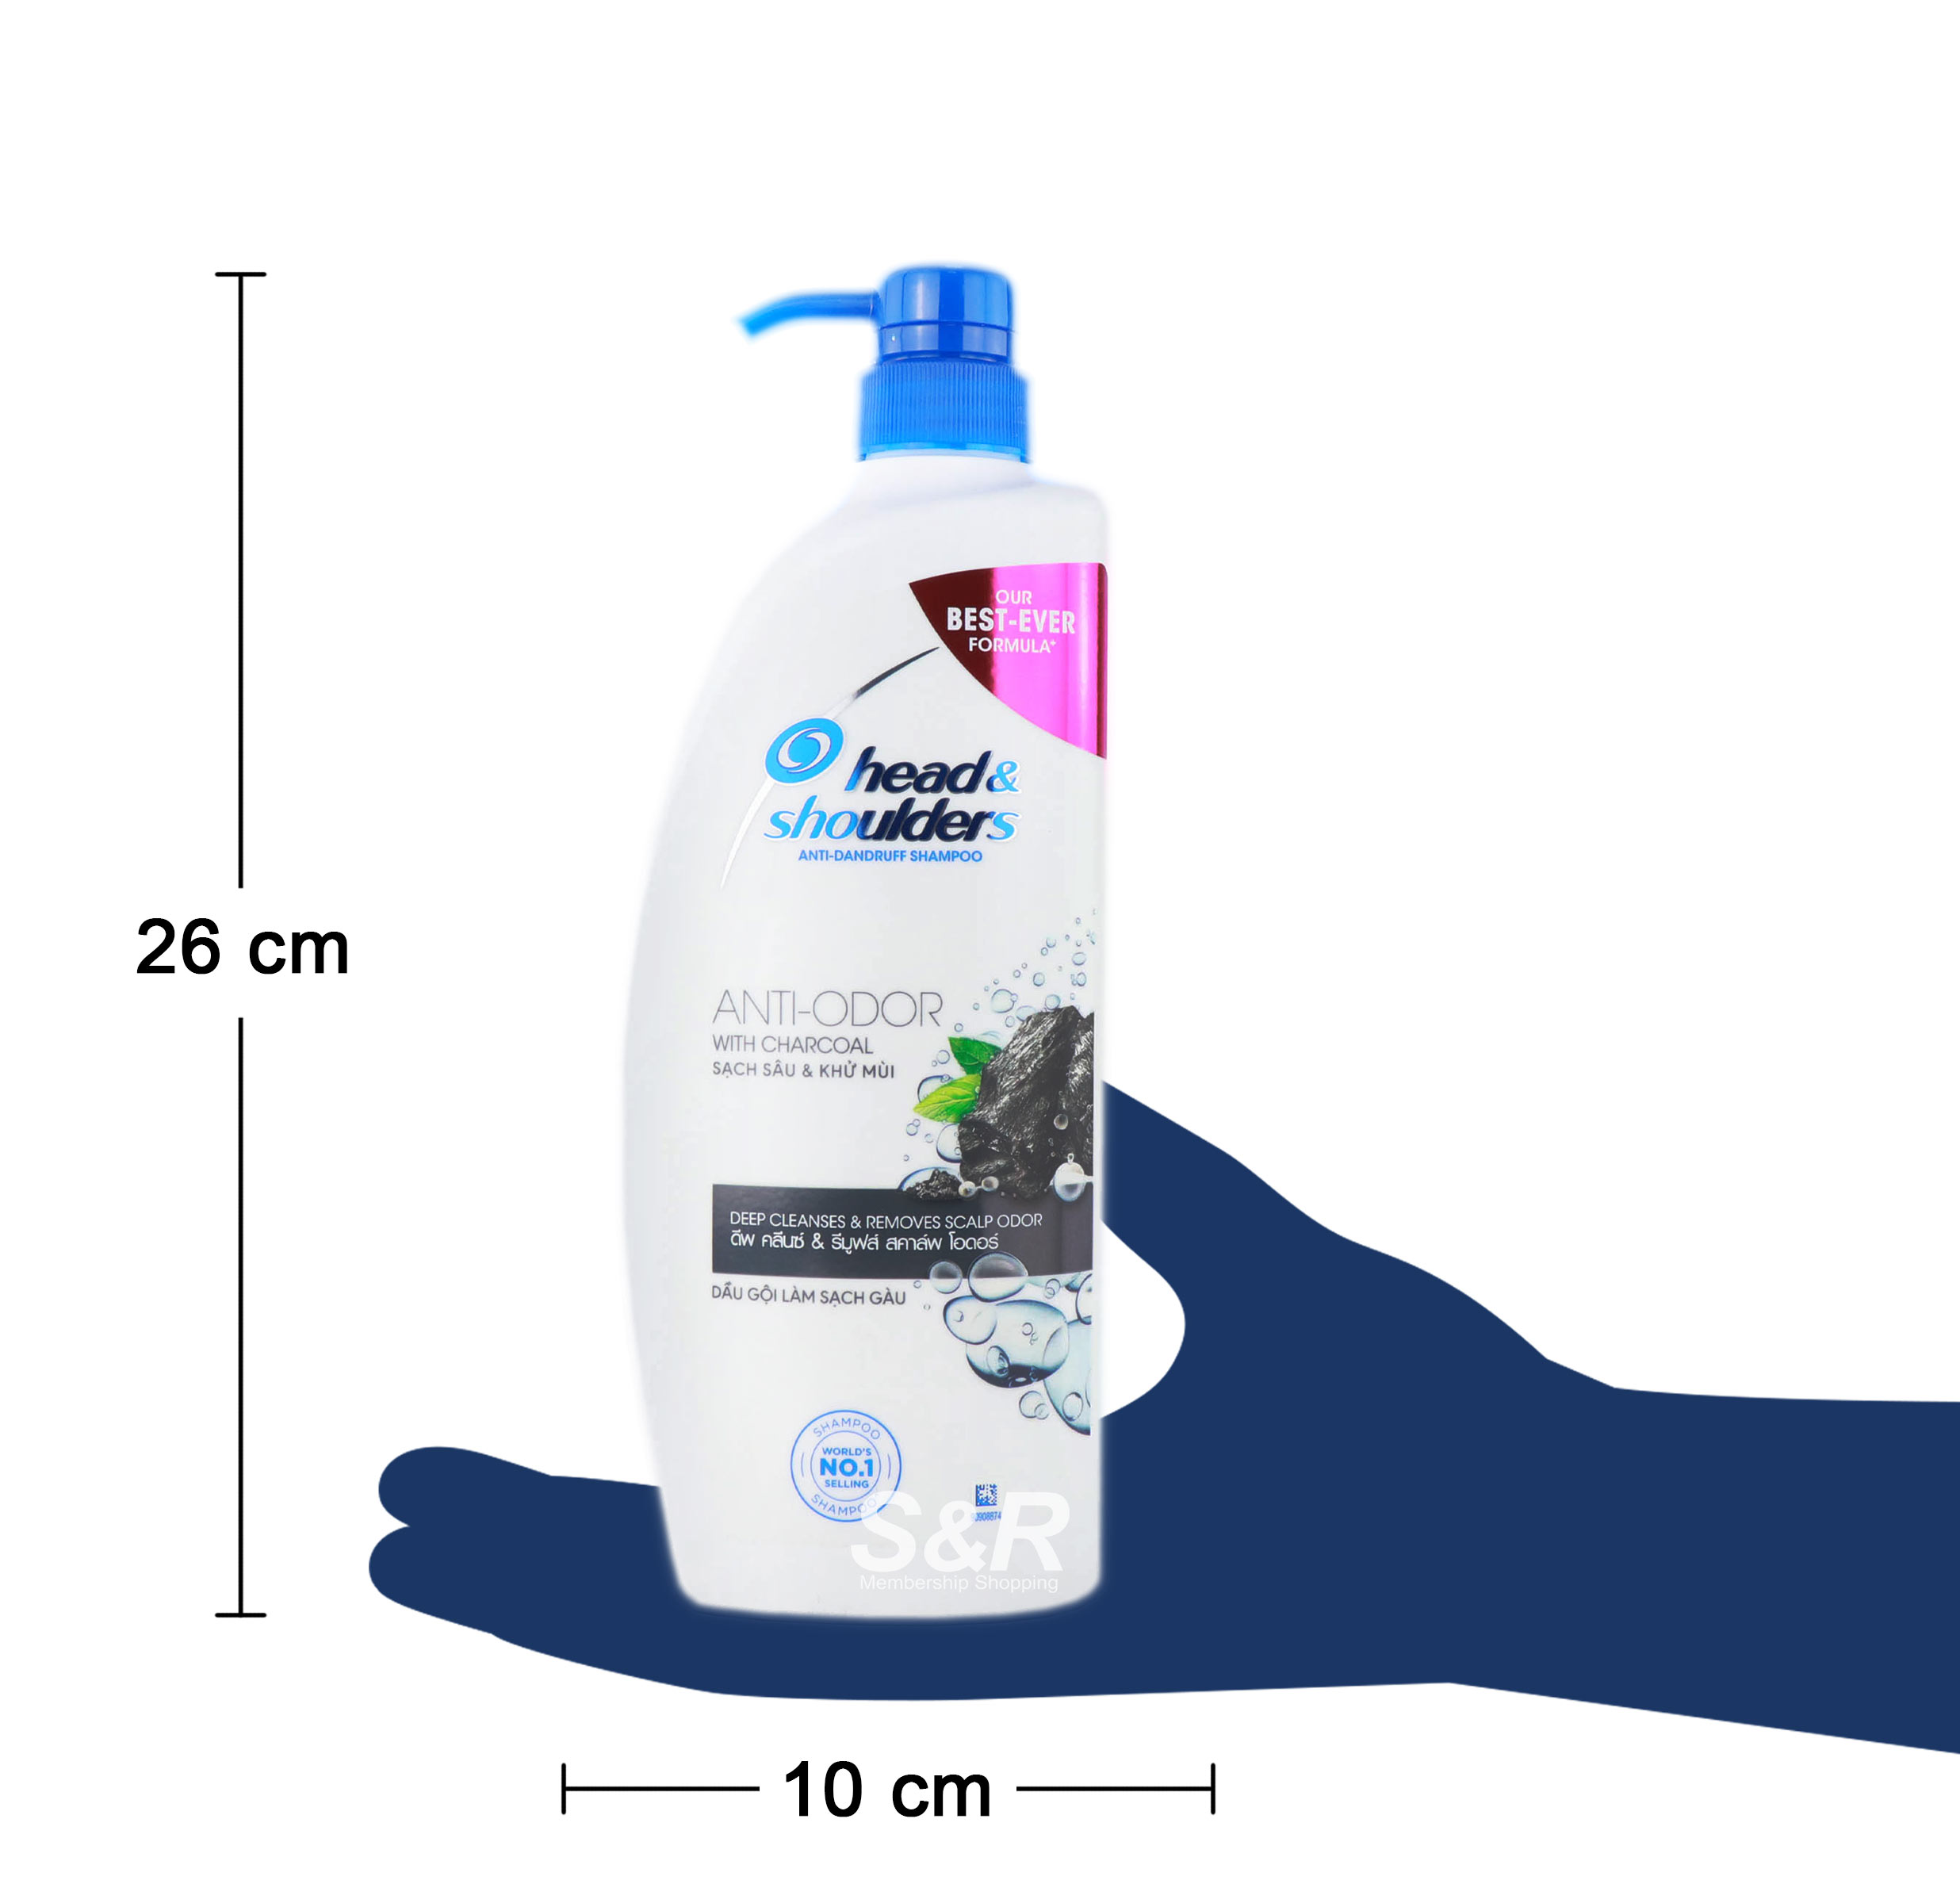 OUR
BEST-EVER
FORMULA+
head &
shoulders
ANTI-DANDRUFF SHAMPOO
26 cm
ANTI-ODOR
WITH CHARCOAL
SẠCH SÂU & KHỬ MÙI
DEEP CLEANSES & REMOVES SCALP ODOR
ดีพ คลีนซ์ & รีมูฟส์ สคาล์พ โอดอร์
DẦU GỘI LÀM SẠCH GÀU
SHAMPOO
WORLD'S
NO.1
SELLING
SHAMPOO
S&R
Membership Shopping
10 cm